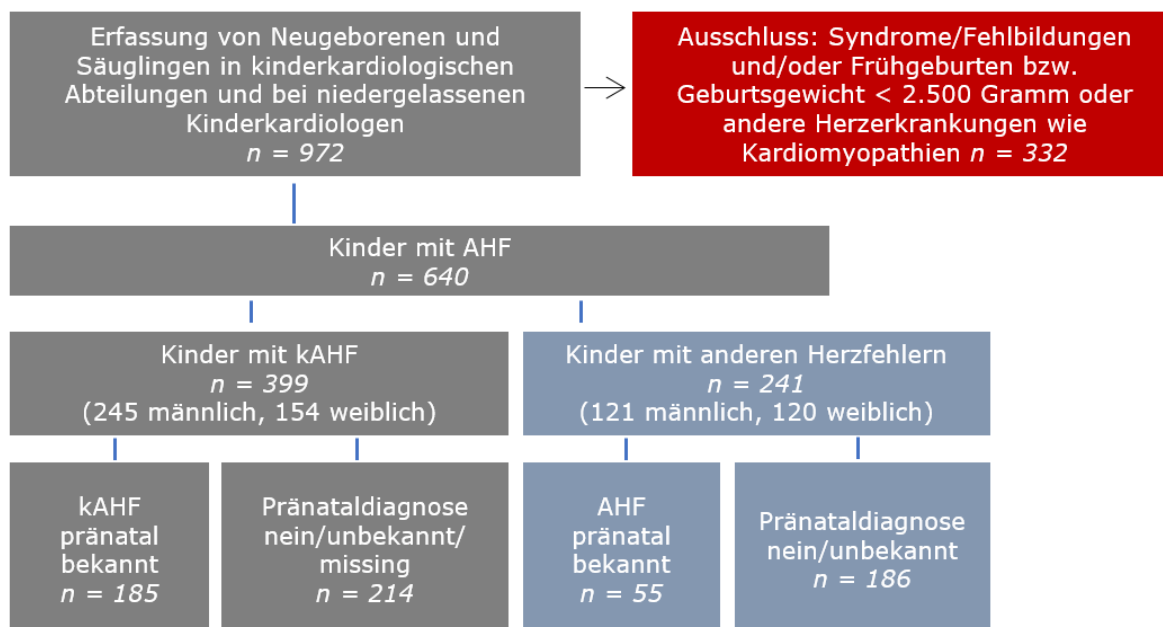 Erfassung von Neugeborenen und
Säuglingen in kinderkardiologischen
Abteilungen und bei niedergelassenen
Kinderkardiologen
n = 972
Ausschluss: Syndrome/Fehlbildungen
und/oder Frühgeburten bzw.
Geburtsgewicht < 2.500 Gramm oder
andere Herzerkrankungen wie
Kardiomyopathien n = 332
Kinder mit AHF
n = 640
Kinder mit kAHF
n = 399
(245 männlich, 154 weiblich)
Kinder mit anderen Herzfehlern
n = 241
(121 männlich, 120 weiblich)
kAHF
pränatal
bekannt
n = 185
Pränataldiagnose
nein/unbekannt/
missing
n = 214
AHF
pränatal
bekannt
n = 55
Pränataldiagnose
nein/unbekannt
n = 186